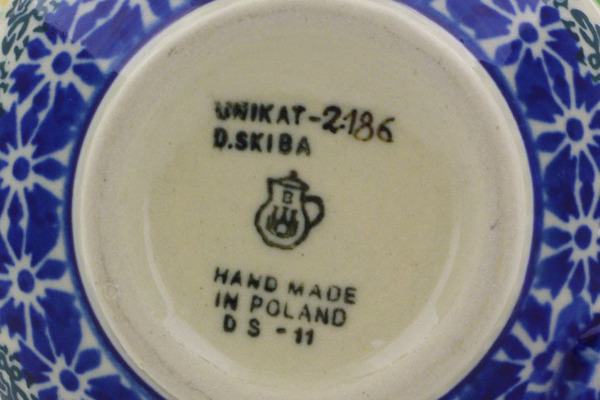 UNIKAT-2186
D.SKIBA
B
HAND MADE
IN POLAND
DS-11